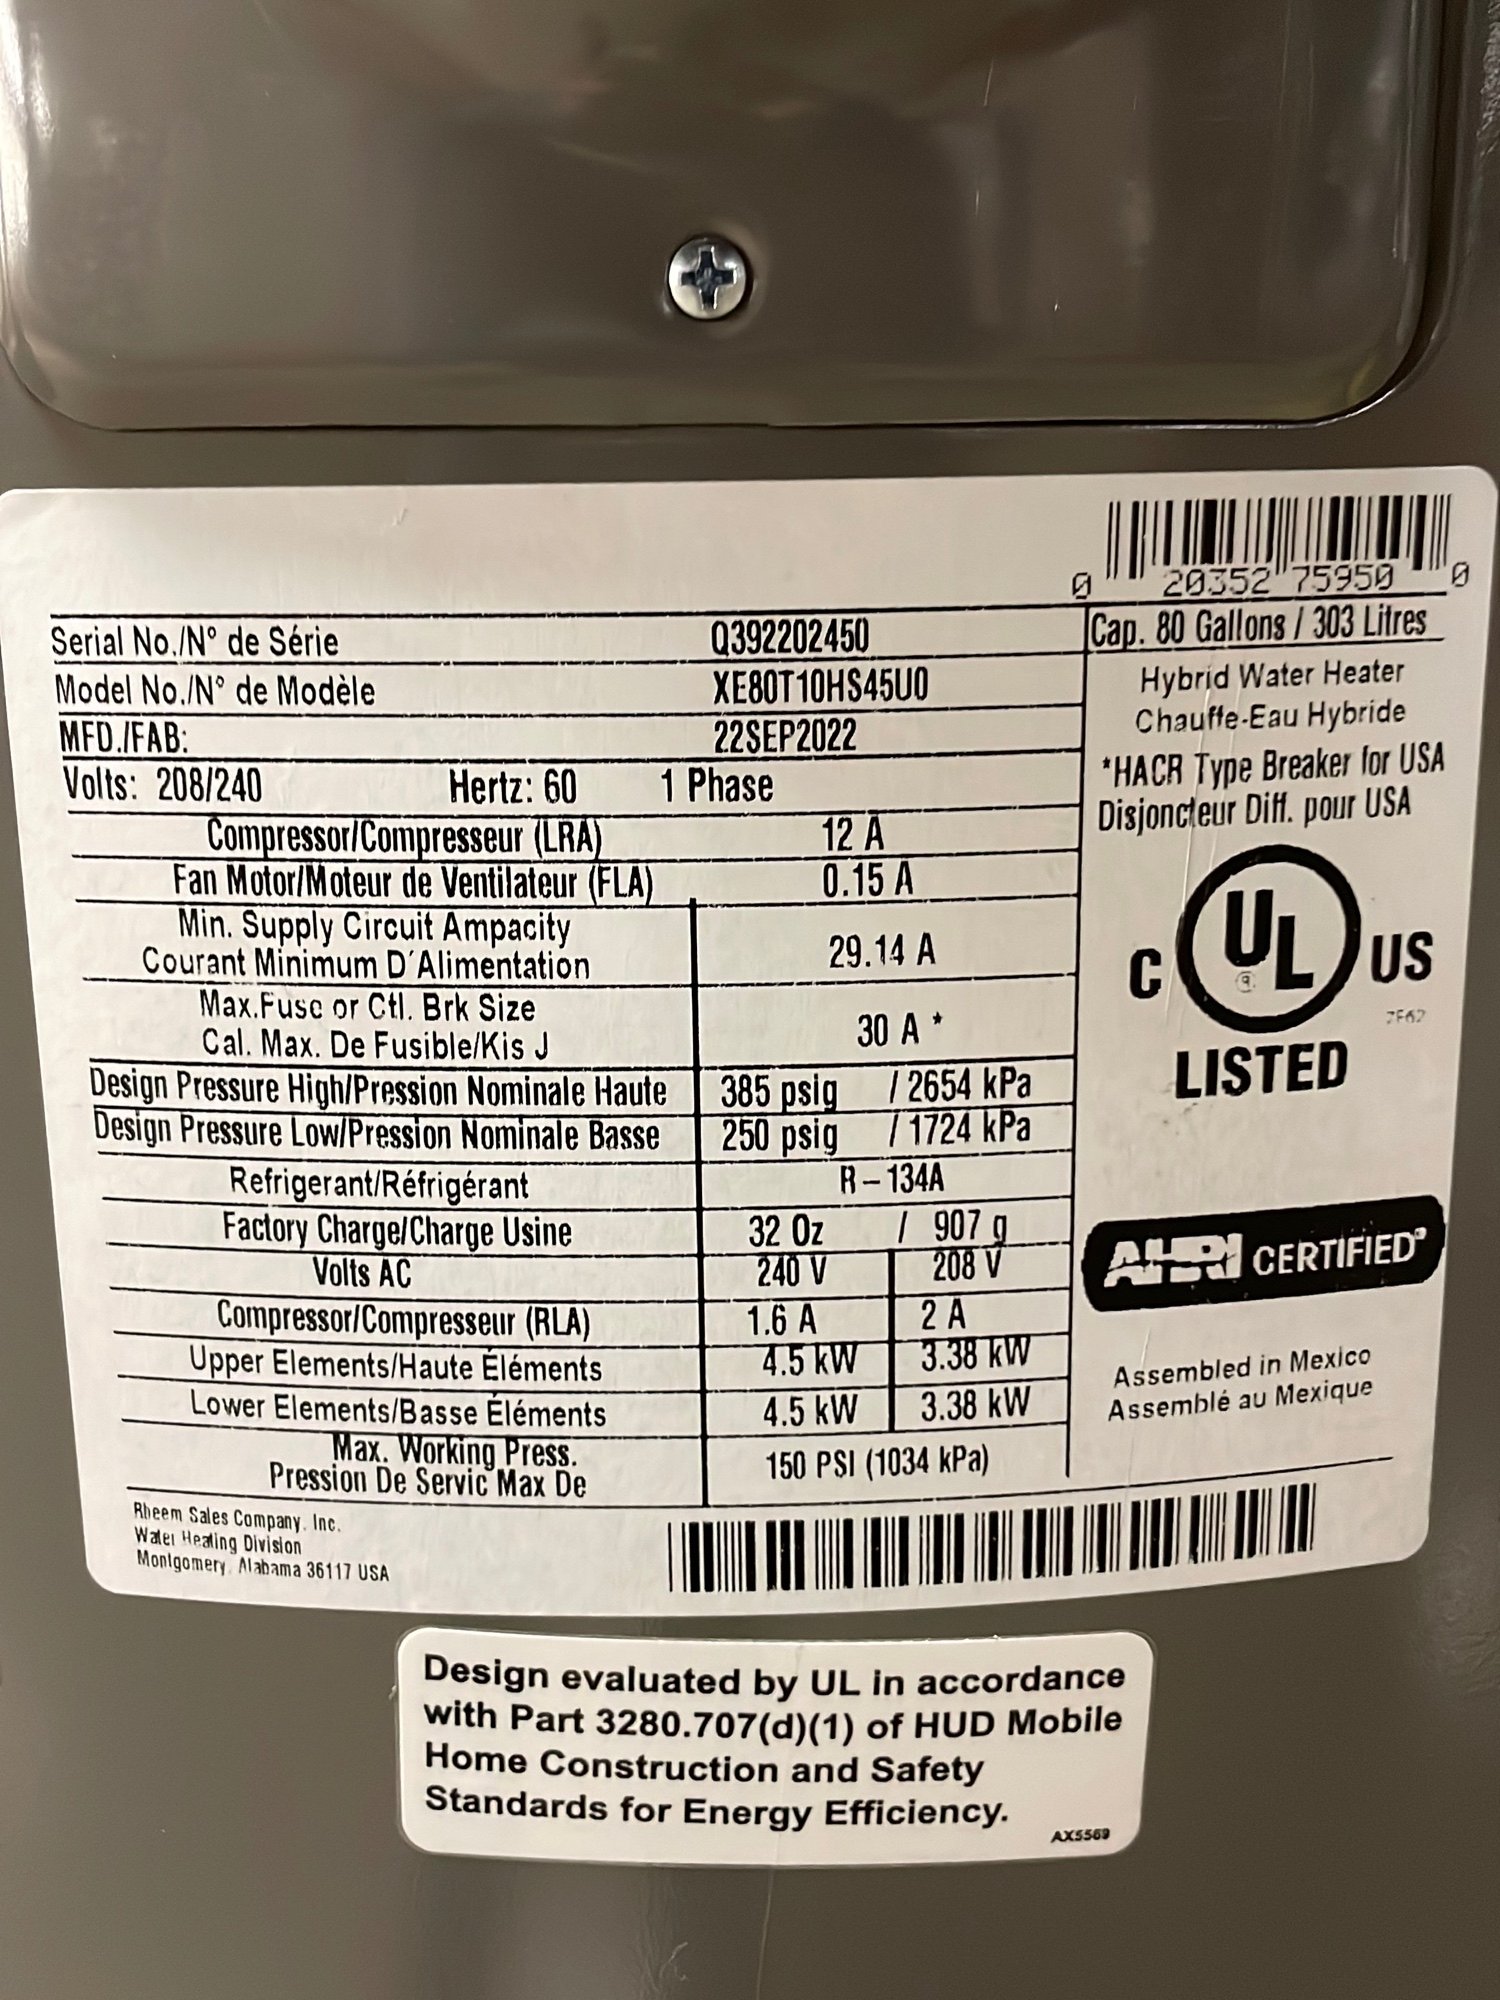 0 20352 75950 0
Serial No./N° de Série Q392202450
Cap. 80 Gallons / 303 Litres
Model No./N° de Modèle XE80T10HS45U0
Hybrid Water Heater
Chauffe-Eau Hybride
MFD./FAB: 22SEP2022
*HACR Type Breaker for USA
Disjoncteur Diff. pour USA
Volts: 208/240 Hertz: 60 1 Phase
Compressor/Compresseur (LRA) 12 A
Fan Motor/Moteur de Ventilateur (FLA) 0.15 A
Min. Supply Circuit Ampacity
Courant Minimum D'Alimentation 29.14 A
C UL ® US
7F62
LISTED
Max.Fuse or Ctl. Brk Size
Cal. Max. De Fusible/Kis J 30 A *
Design Pressure High/Pression Nominale Haute 385 psig / 2654 kPa
Design Pressure Low/Pression Nominale Basse 250 psig / 1724 kPa
Refrigerant/Réfrigérant R-134A
Factory Charge/Charge Usine 32 Oz / 907 g
AHRI CERTIFIED®
Volts AC 240 V 208 V
Compressor/Compresseur (RLA) 1.6 A 2 A
Upper Elements/Haute Éléments 4.5 kW 3.38 kW
Lower Elements/Basse Éléments 4.5 kW 3.38 kW
Assembled in Mexico
Assemblé au Mexique
Max. Working Press.
Pression De Servic Max De 150 PSI (1034 kPa)
Rheem Sales Company, Inc.
Water Heating Division
Montgomery, Alabama 36117 USA
Design evaluated by UL in accordance
with Part 3280.707(d)(1) of HUD Mobile
Home Construction and Safety
Standards for Energy Efficiency.
AX5569